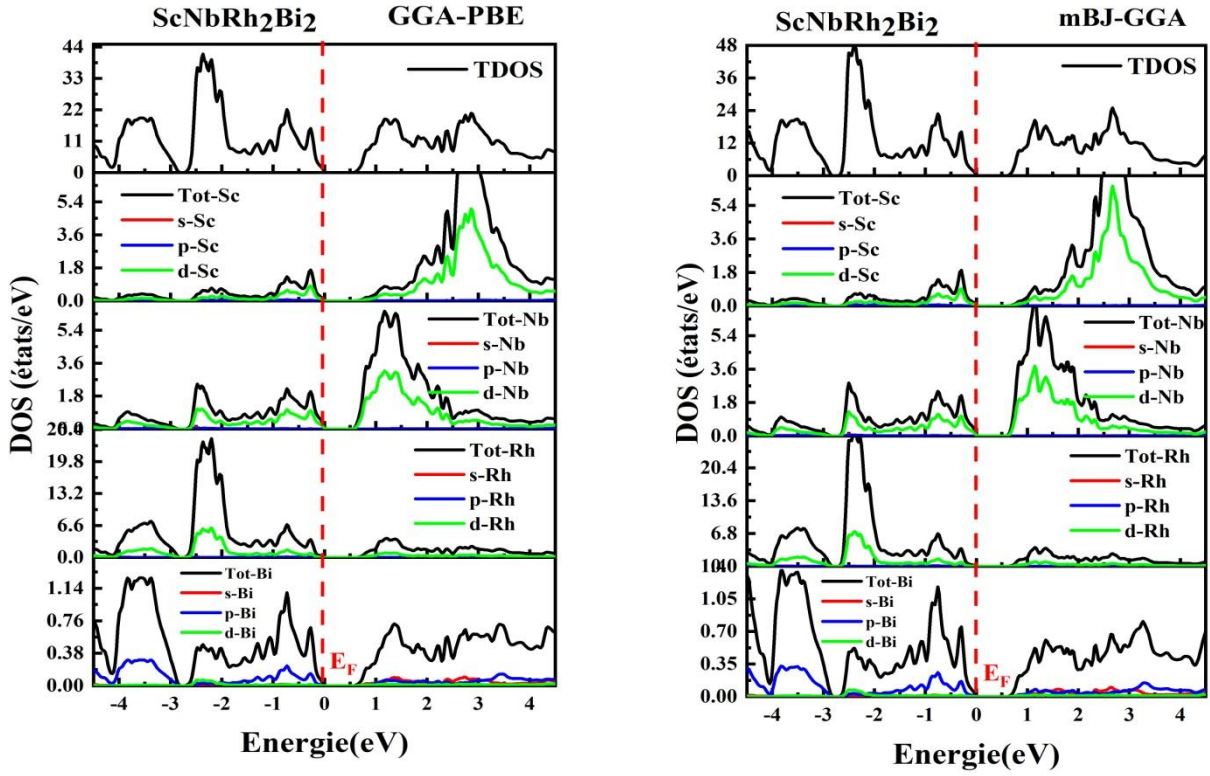 ScNbRh2Bi2 GGA-PBE
44
33
22
11
0
TDOS
5.4
3.6
1.8
0.0
Tot-Sc
s-Sc
p-Sc
d-Sc
5.4
3.6
1.8
Tot-Nb
s-Nb
p-Nb
d-Nb
19.8
13.2
6.6
0.0
Tot-Rh
s-Rh
p-Rh
d-Rh
1.14
0.76
0.38
0.00
Tot-Bi
s-Bi
p-Bi
d-Bi
EF
-4 -3 -2 -1 0 1 2 3 4
Energie(eV)
DOS (états/eV)
ScNbRh2Bi2 mBJ-GGA
48
36
24
12
0
TDOS
5.4
3.6
1.8
0.0
Tot-Sc
s-Sc
p-Sc
d-Sc
5.4
3.6
1.8
0.0
Tot-Nb
s-Nb
p-Nb
d-Nb
20.4
13.6
6.8
Tot-Rh
s-Rh
p-Rh
d-Rh
1.05
0.70
0.35
0.00
Tot-Bi
s-Bi
p-Bi
d-Bi
EF
-4 -3 -2 -1 0 1 2 3 4
Energie(eV)
DOS (états/eV)